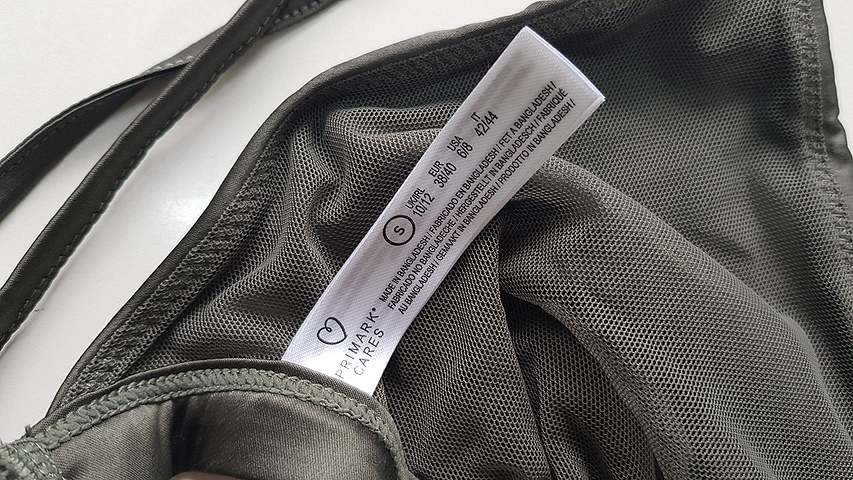 PRIMARK®
CARES
S
UK/IRL EUR USA IT
10/12 38/40 6/8 42/44
MADE IN BANGLADESH / FABRICADO EN BANGLADESH / FET A BANGLADESH /
FABRICADO NO BANGLADECHE / HERGESTELLT IN BANGLADESCH / FABRIQUÉ
AU BANGLADESH / GEMAAKT IN BANGLADESH / PRODOTTO IN BANGLADESH /